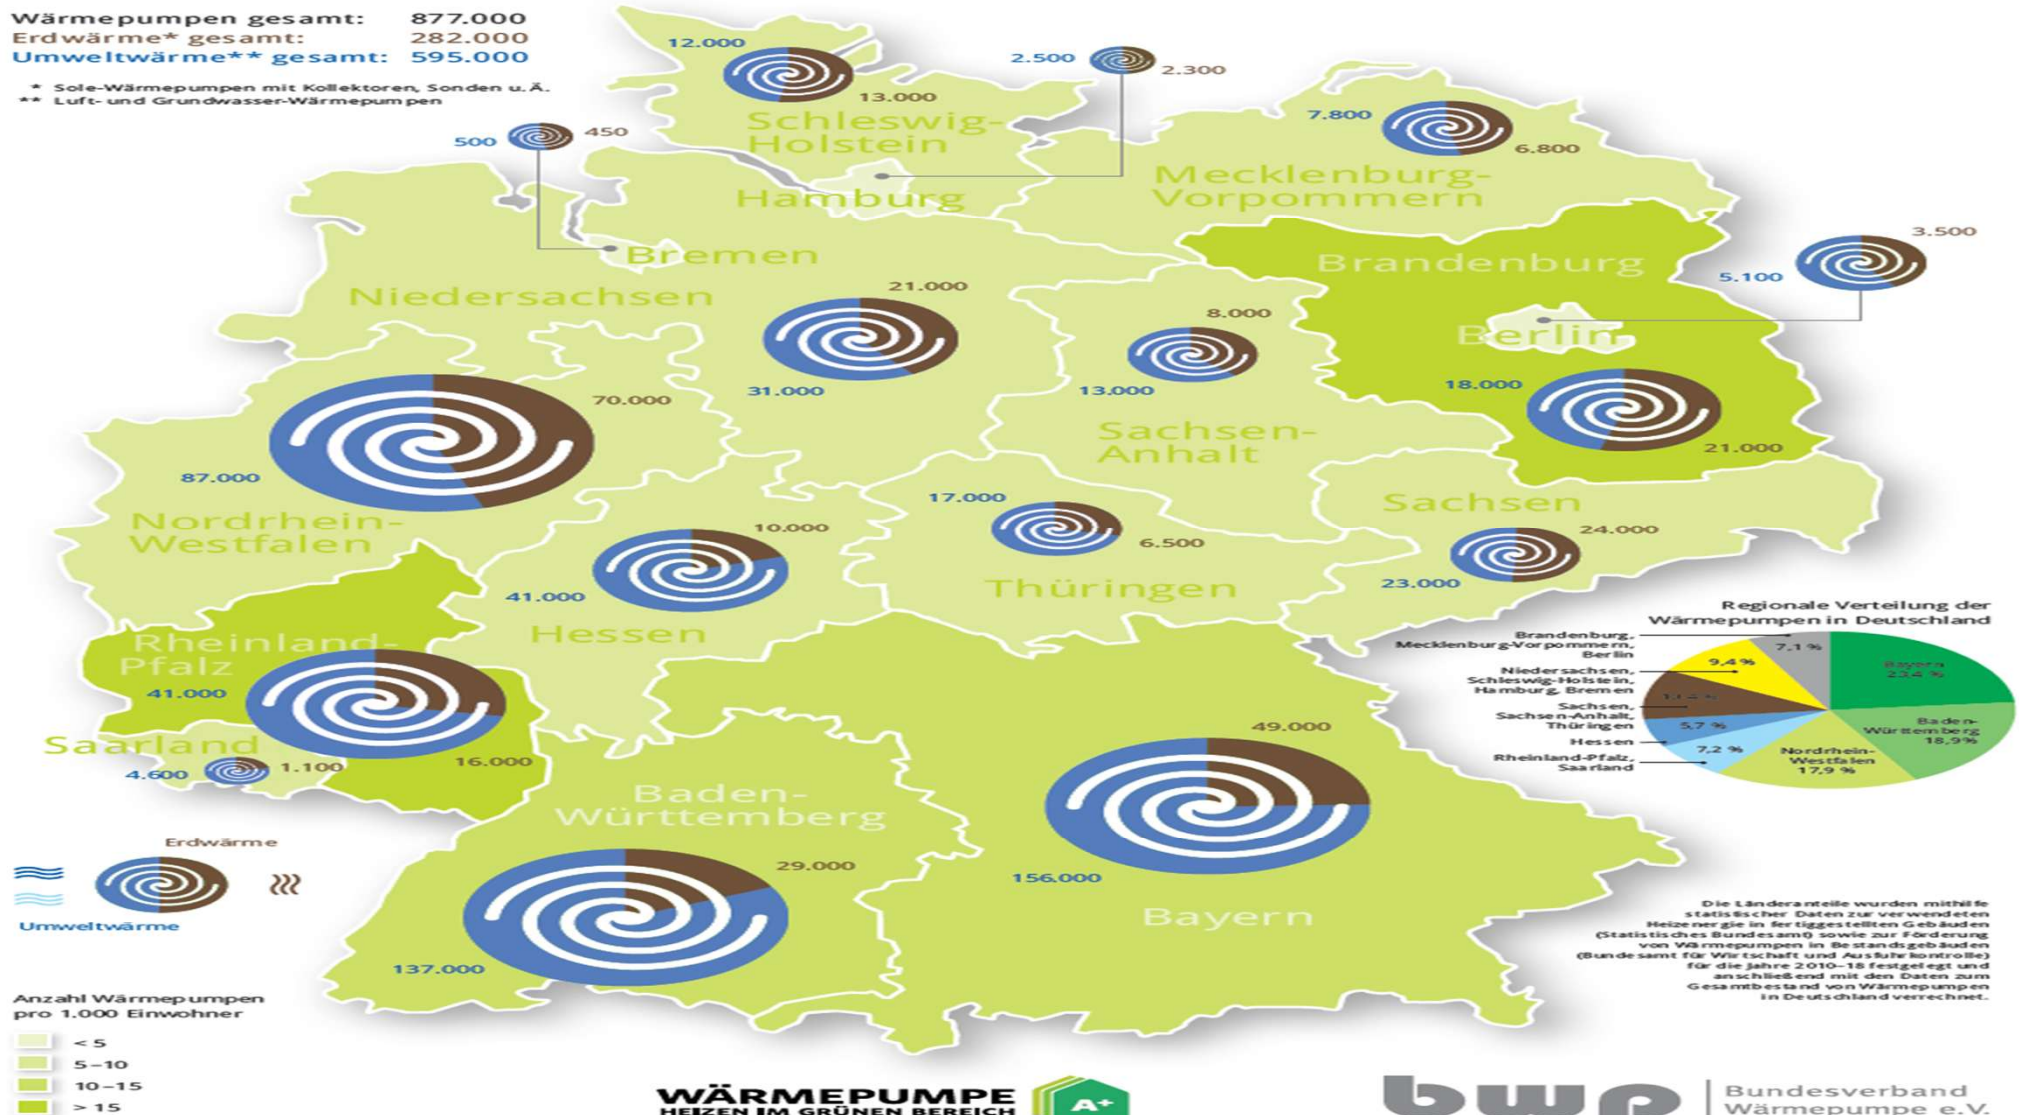 Wärmepumpen gesamt: 877.000
Erdwärme* gesamt: 282.000
Umweltwärme** gesamt: 595.000
* Sole-Wärmepumpen mit Kollektoren, Sonden u. Ä.
** Luft- und Grundwasser-Wärmepumpen
12.000
13.000
Schleswig-
Holstein
2.500
2.300
500
450
Hamburg
7.800
6.800
Mecklenburg-
Vorpommern
Bremen
Niedersachsen
21.000
31.000
8.000
13.000
Sachsen-
Anhalt
Brandenburg
3.500
5.100
Berlin
18.000
21.000
70.000
87.000
Nordrhein-
Westfalen
10.000
41.000
Hessen
17.000
6.500
Thüringen
Sachsen
24.000
23.000
Rheinland-
Pfalz
41.000
16.000
Saarland
4.600
1.100
Baden-
Württemberg
29.000
137.000
49.000
156.000
Bayern
Regionale Verteilung der
Wärmepumpen in Deutschland
Brandenburg,
Mecklenburg-Vorpommern,
Berlin
7,1 %
Niedersachsen,
Schleswig-Holstein,
Hamburg, Bremen
9,4 %
Sachsen,
Sachsen-Anhalt,
Thüringen
Hessen
5,7 %
Rheinland-Pfalz,
Saarland
7,2 %
Nordrhein-
Westfalen
17,9 %
Baden-
Württemberg
18,9%
Bayern
23,4 %
Erdwärme
Umweltwärme
Anzahl Wärmepumpen
pro 1.000 Einwohner
< 5
5–10
10–15
> 15
Die Länderanteile wurden mithilfe
statistischer Daten zur verwendeten
Heizenergie in fertiggestellten Gebäuden
(Statistisches Bundesamt) sowie zur Förderung
von Wärmepumpen in Bestandsgebäuden
(Bundesamt für Wirtschaft und Ausfuhrkontrolle)
für die Jahre 2010–18 festgelegt und
anschließend mit den Daten zum
Gesamtbestand von Wärmepumpen
in Deutschland verrechnet.
WÄRMEPUMPE
HEIZEN IM GRÜNEN BEREICH
A+
bwp
Bundesverband
Wärmepumpe e.V.